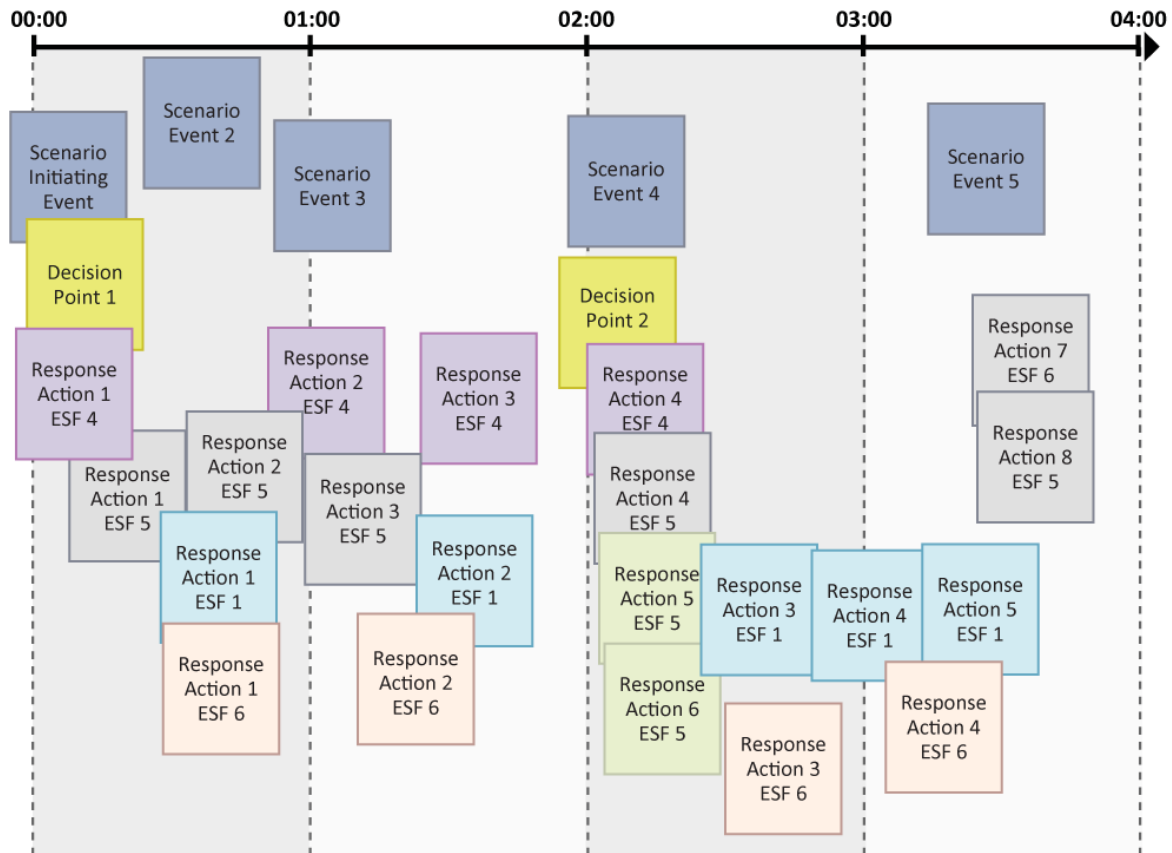 00:00
01:00
02:00
03:00
04:00
Scenario
Initiating
Event
Scenario
Event 2
Scenario
Event 3
Scenario
Event 4
Scenario
Event 5
Decision
Point 1
Decision
Point 2
Response
Action 1
ESF 4
Response
Action 2
ESF 4
Response
Action 3
ESF 4
Response
Action 4
ESF 4
Response
Action 7
ESF 6
Response
Action 1
ESF 5
Response
Action 2
ESF 5
Response
Action 3
ESF 5
Response
Action 4
ESF 5
Response
Action 8
ESF 5
Response
Action 1
ESF 1
Response
Action 2
ESF 1
Response
Action 5
ESF 5
Response
Action 3
ESF 1
Response
Action 4
ESF 1
Response
Action 5
ESF 1
Response
Action 1
ESF 6
Response
Action 2
ESF 6
Response
Action 6
ESF 5
Response
Action 3
ESF 6
Response
Action 4
ESF 6